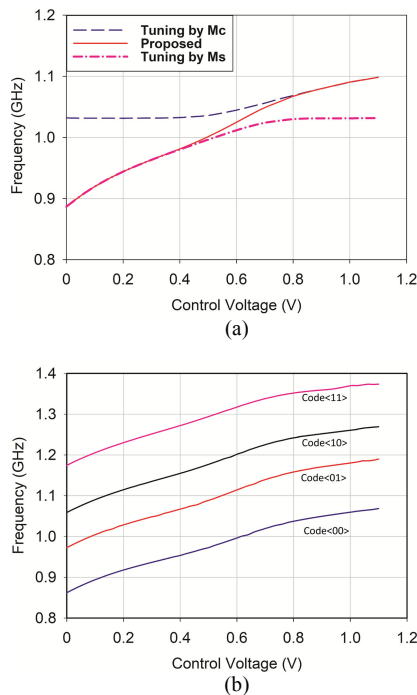 Tuning by Mc
Proposed
Tuning by Ms
1.2
1.1
1.0
0.9
0.8
Frequency (GHz)
0 0.2 0.4 0.6 0.8 1.0 1.2
Control Voltage (V)
(a)
1.4
1.3
1.2
1.1
1.0
0.9
0.8
Frequency (GHz)
Code<11>
Code<10>
Code<01>
Code<00>
0 0.2 0.4 0.6 0.8 1.0 1.2
Control Voltage (V)
(b)